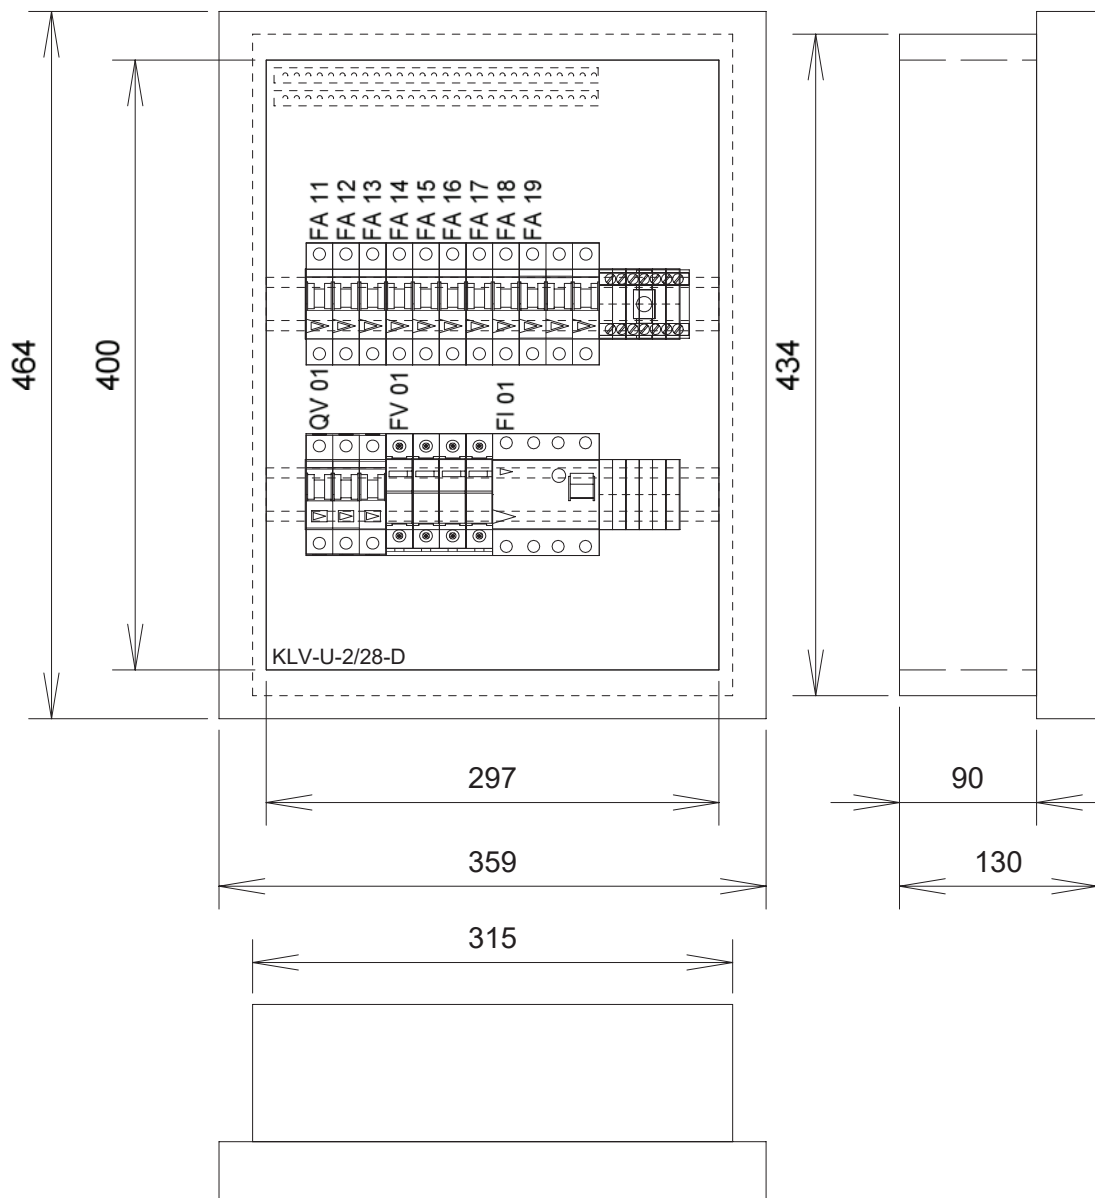 FA 11
FA 12
FA 13
FA 14
FA 15
FA 16
FA 17
FA 18
FA 19
464
400
434
QV 01
FV 01
FI 01
KLV-U-2/28-D
297
90
359
130
315